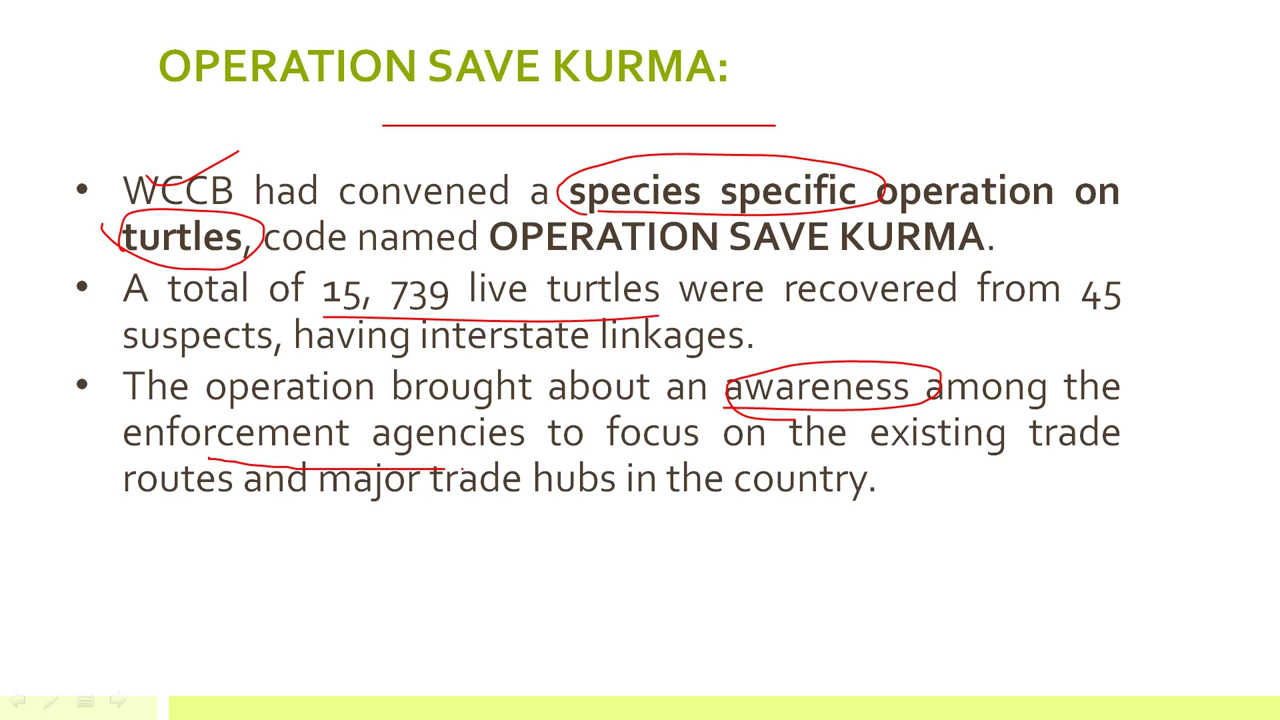 OPERATION SAVE KURMA:
• WCCB had convened a species specific operation on
turtles, code named OPERATION SAVE KURMA.
• A total of 15, 739 live turtles were recovered from 45
suspects, having interstate linkages.
• The operation brought about an awareness among the
enforcement agencies to focus on the existing trade
routes and major trade hubs in the country.